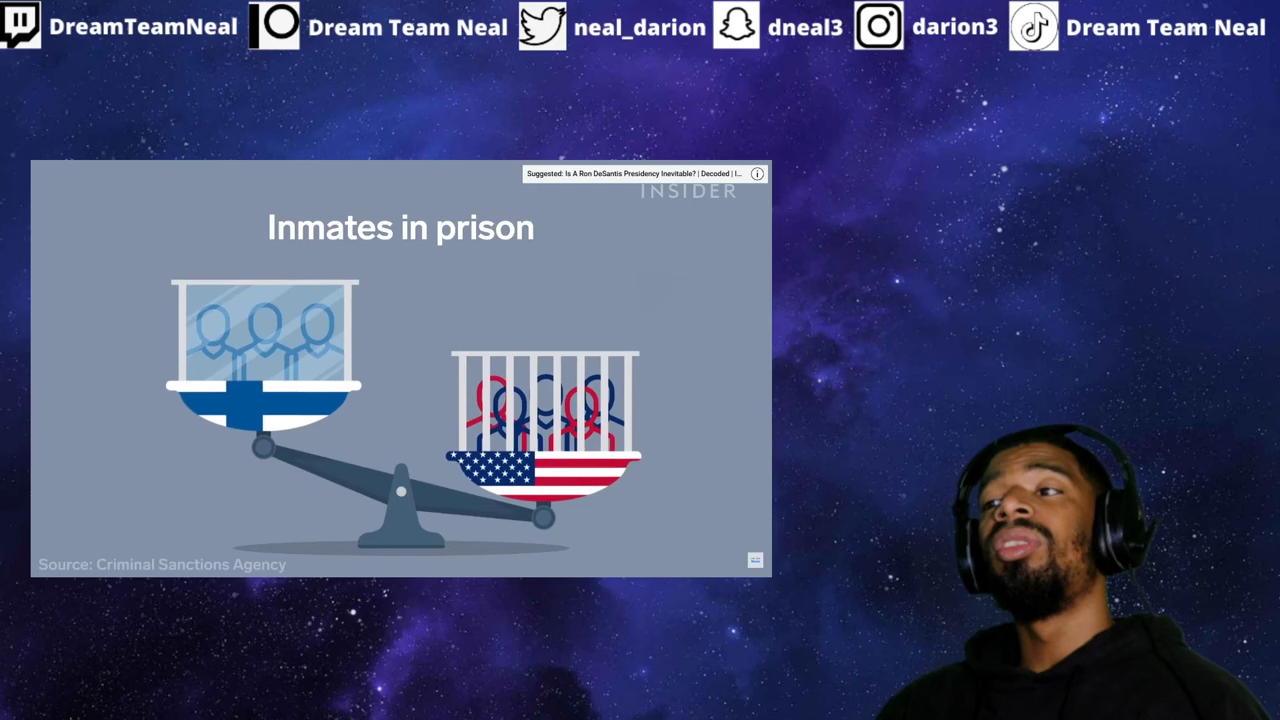 DreamTeamNeal Dream Team Neal neal_darion dneal3 darion3 Dream Team Neal
Suggested: Is A Ron DeSantis Presidency Inevitable? | Decoded | I...
INSIDER
Inmates in prison
Source: Criminal Sanctions Agency